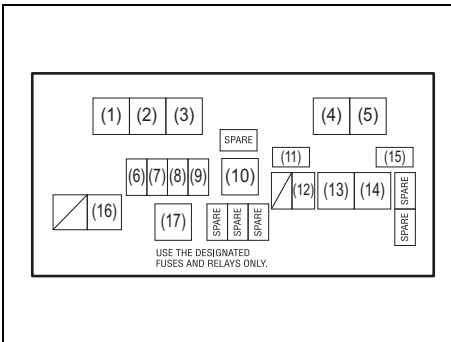 (1) (2) (3) (4) (5)
SPARE
(11) (15)
(6) (7) (8) (9) (10) (12) (13) (14) SPARE
(16) (17) SPARE SPARE SPARE SPARE
USE THE DESIGNATED
FUSES AND RELAYS ONLY.